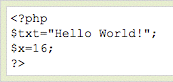 <?php
$txt="Hello World!";
$x=16;
?>